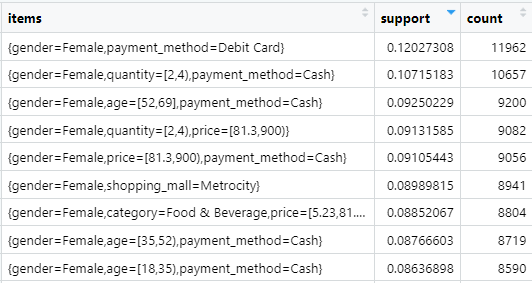 items support count
{gender=Female,payment_method=Debit Card} 0.12027308 11962
{gender=Female,quantity=[2,4),payment_method=Cash} 0.10715183 10657
{gender=Female,age=[52,69],payment_method=Cash} 0.09250229 9200
{gender=Female,quantity=[2,4),price=[81.3,900)} 0.09131585 9082
{gender=Female,price=[81.3,900),payment_method=Cash} 0.09105443 9056
{gender=Female,shopping_mall=Metrocity} 0.08989815 8941
{gender=Female,category=Food & Beverage,price=[5.23,81.... 0.08852067 8804
{gender=Female,age=[35,52),payment_method=Cash} 0.08766603 8719
{gender=Female,age=[18,35),payment_method=Cash} 0.08636898 8590